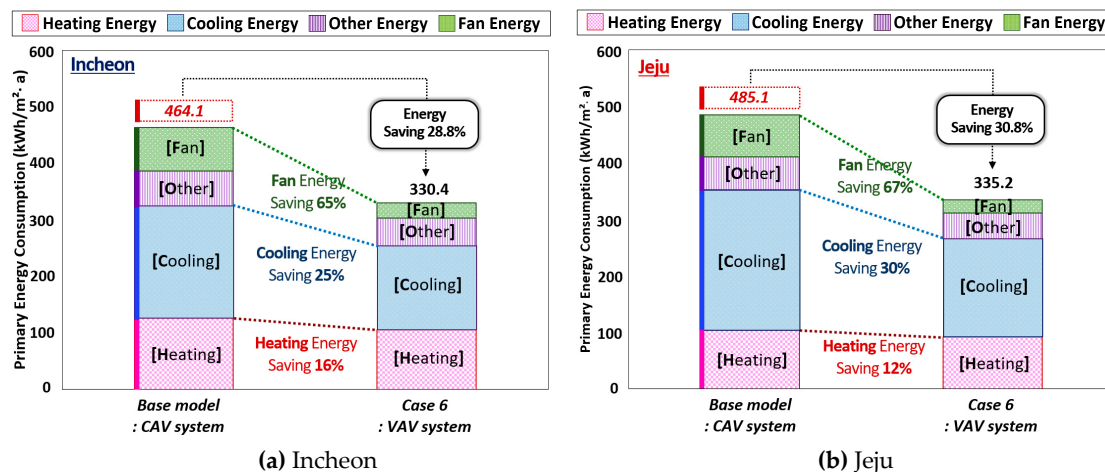 Heating Energy Cooling Energy Other Energy Fan Energy
Primary Energy Consumption (kWh/m²· a)
600
500
400
300
200
100
0
Incheon
464.1
Energy
Saving 28.8%
[Fan]
[Other]
[Cooling]
[Heating]
Fan Energy
Saving 65%
Cooling Energy
Saving 25%
Heating Energy
Saving 16%
330.4
[Fan]
[Other]
[Cooling]
[Heating]
Base model
: CAV system
Case 6
: VAV system
(a) Incheon
Heating Energy Cooling Energy Other Energy Fan Energy
Primary Energy Consumption (kWh/m²· a)
600
500
400
300
200
100
0
Jeju
485.1
Energy
Saving 30.8%
[Fan]
[Other]
[Cooling]
[Heating]
Fan Energy
Saving 67%
Cooling Energy
Saving 30%
Heating Energy
Saving 12%
335.2
[Fan]
[Other]
[Cooling]
[Heating]
Base model
: CAV system
Case 6
: VAV system
(b) Jeju